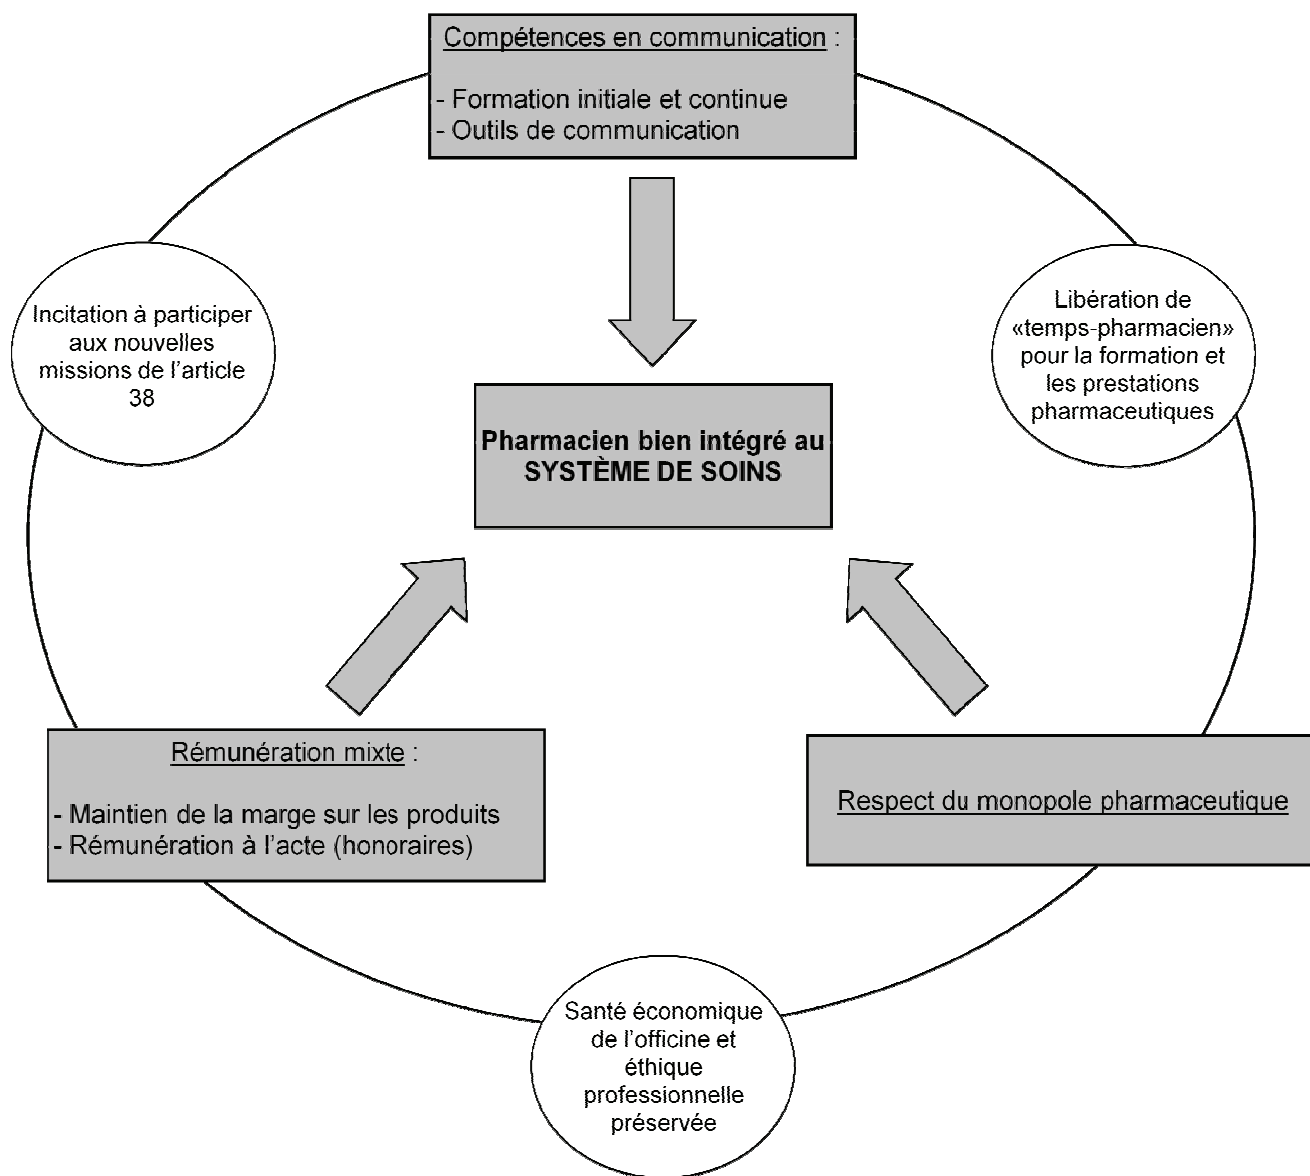 Compétences en communication :
- Formation initiale et continue
- Outils de communication
Incitation à participer
aux nouvelles
missions de l’article
38
Libération de
«temps-pharmacien»
pour la formation et
les prestations
pharmaceutiques
Pharmacien bien intégré au
SYSTÈME DE SOINS
Rémunération mixte :
- Maintien de la marge sur les produits
- Rémunération à l’acte (honoraires)
Respect du monopole pharmaceutique
Santé économique
de l’officine et
éthique
professionnelle
préservée